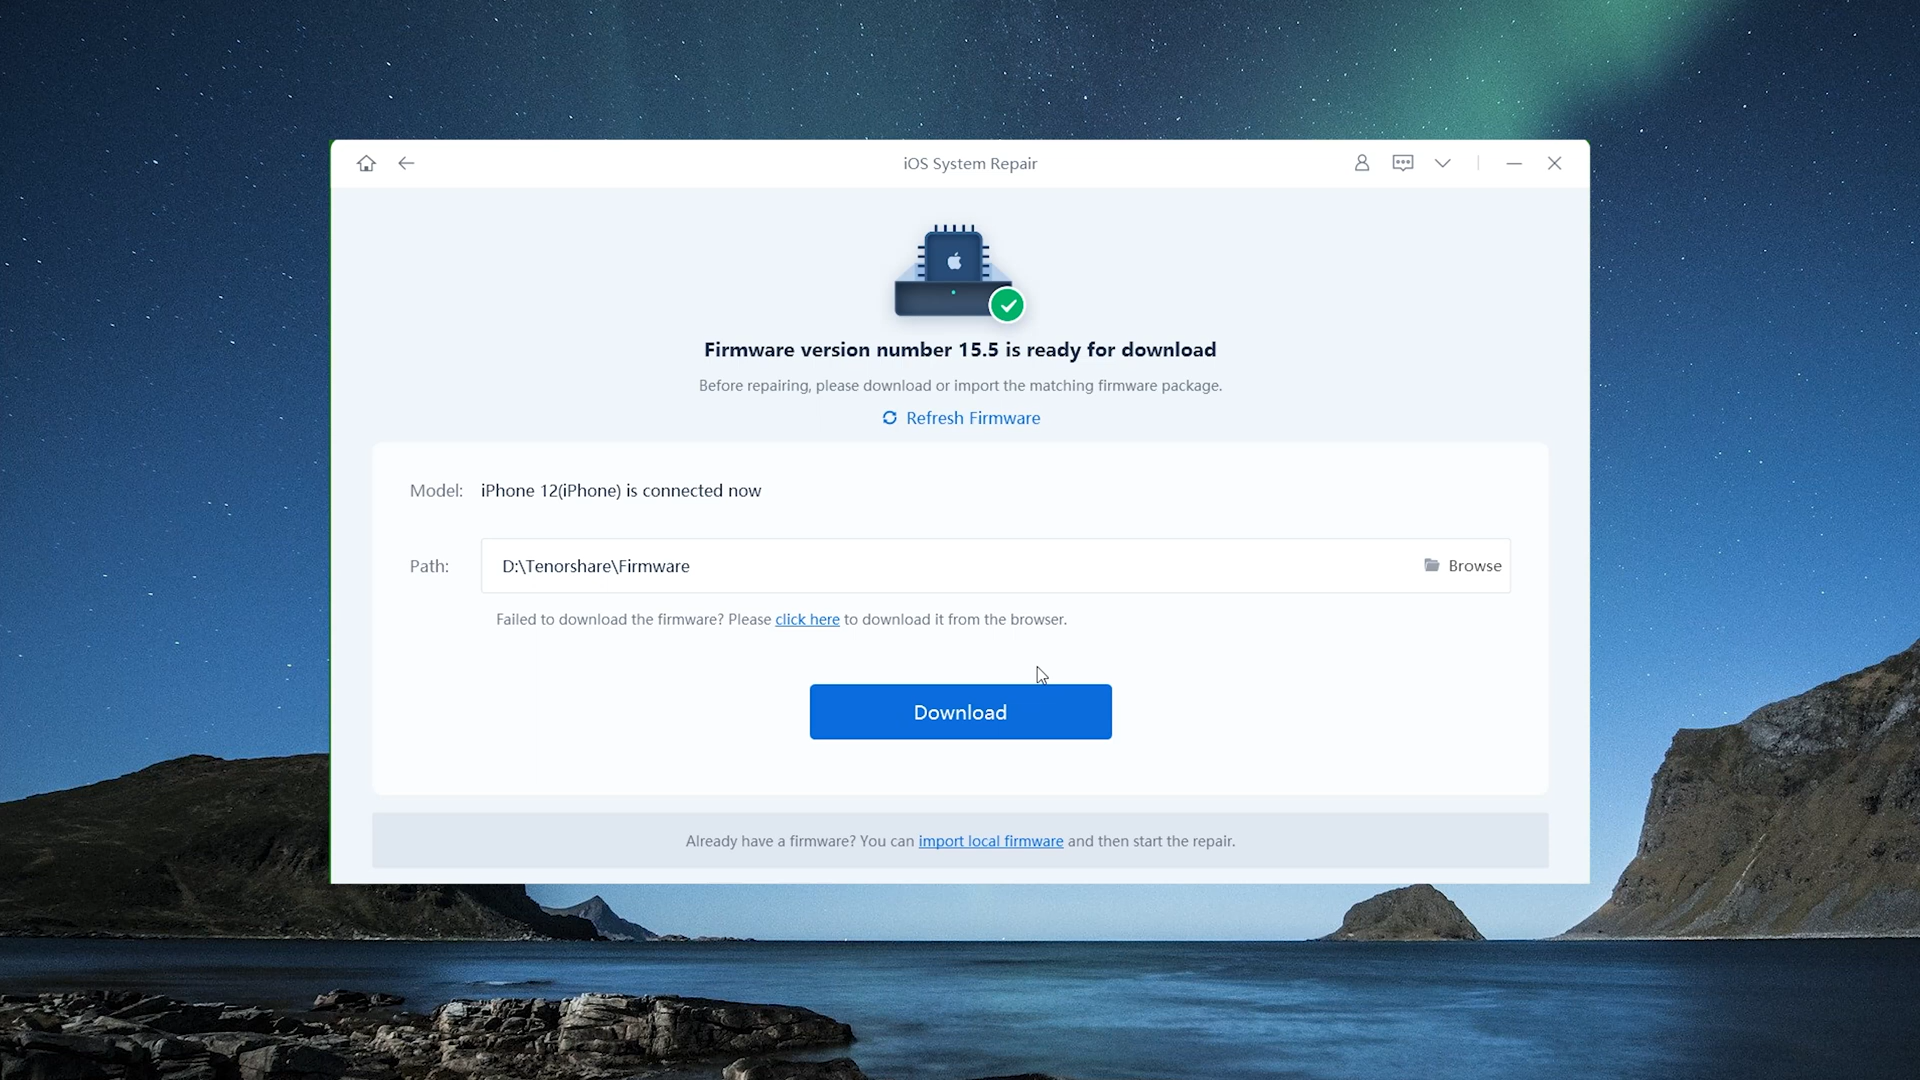 iOS System Repair
Firmware version number 15.5 is ready for download
Before repairing, please download or import the matching firmware package.
Refresh Firmware
Model: iPhone 12(iPhone) is connected now
Path: D:\Tenorshare\Firmware Browse
Failed to download the firmware? Please click here to download it from the browser.
Download
Already have a firmware? You can import local firmware and then start the repair.